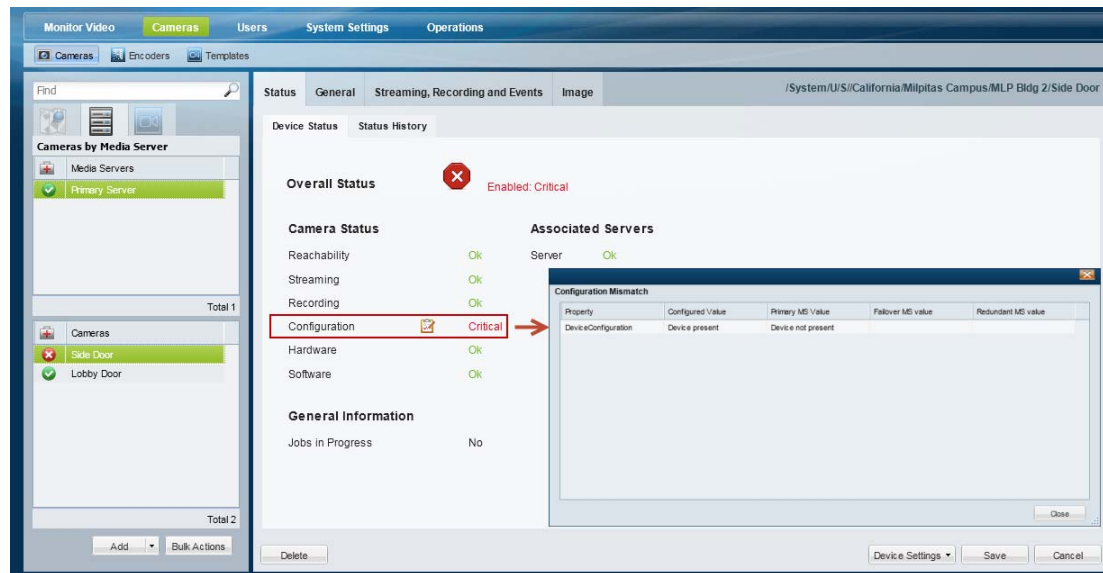 Monitor Video Cameras Users System Settings Operations
Cameras Encoders Templates
Find
Cameras by Media Server
Media Servers
Primary Server
Total 1
Cameras
Side Door
Lobby Door
Total 2
Add Bulk Actions
Status General Streaming, Recording and Events Image /System/U/S//California/Milpitas Campus/MLP Bldg 2/Side Door
Device Status Status History
Overall Status Enabled: Critical
Camera Status Associated Servers
Reachability Ok Server Ok
Streaming Ok
Recording Ok
Configuration Critical
Hardware Ok
Software Ok
General Information
Jobs in Progress No
Configuration Mismatch
Property Configured Value Primary MS Value Failover MS value Redundant MS value
DeviceConfiguration Device present Device not present
Close
Delete Device Settings Save Cancel